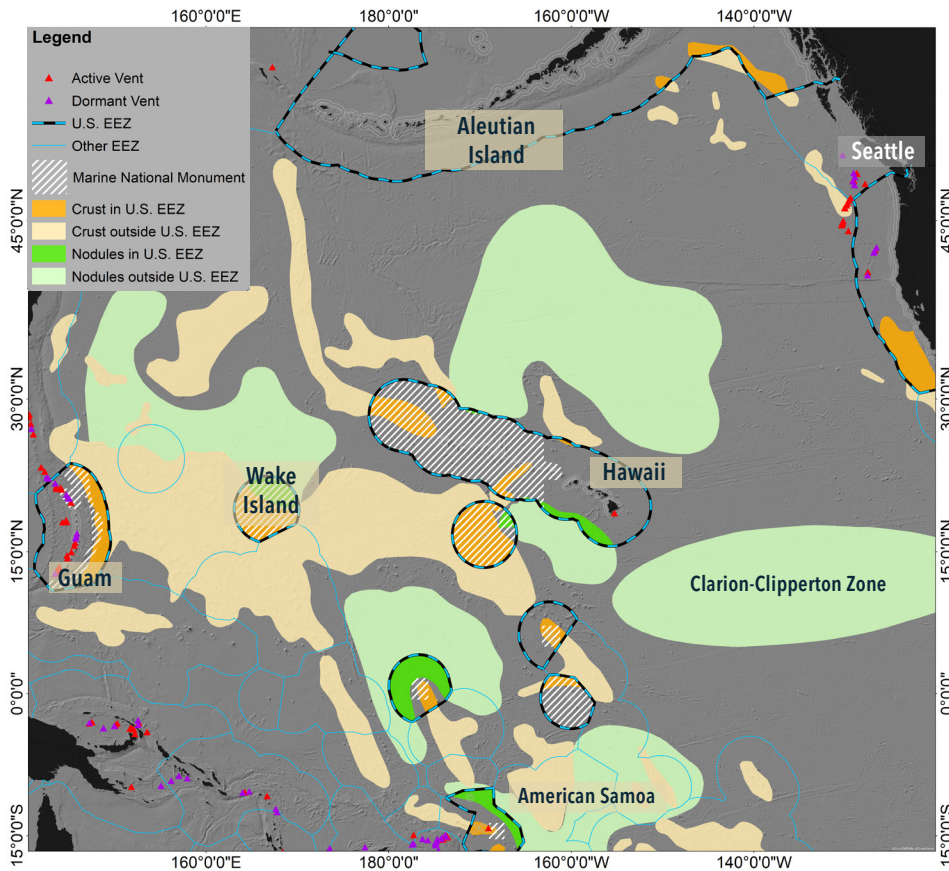 160°0'0"E
180°0'0"
160°0'0"W
140°0'0"W
Legend
Active Vent
Dormant Vent
U.S. EEZ
Other EEZ
Marine National Monument
Crust in U.S. EEZ
Crust outside U.S. EEZ
Nodules in U.S. EEZ
Nodules outside U.S. EEZ
Aleutian
Island
Seattle
45°0'0"N
45°0'0"N
30°0'0"N
30°0'0"N
Wake
Island
Hawaii
15°0'0"N
15°0'0"N
Guam
Clarion-Clipperton Zone
0°0'0"
0°0'0"
American Samoa
15°0'0"S
15°0'0"S
160°0'0"E
180°0'0"
160°0'0"W
140°0'0"W